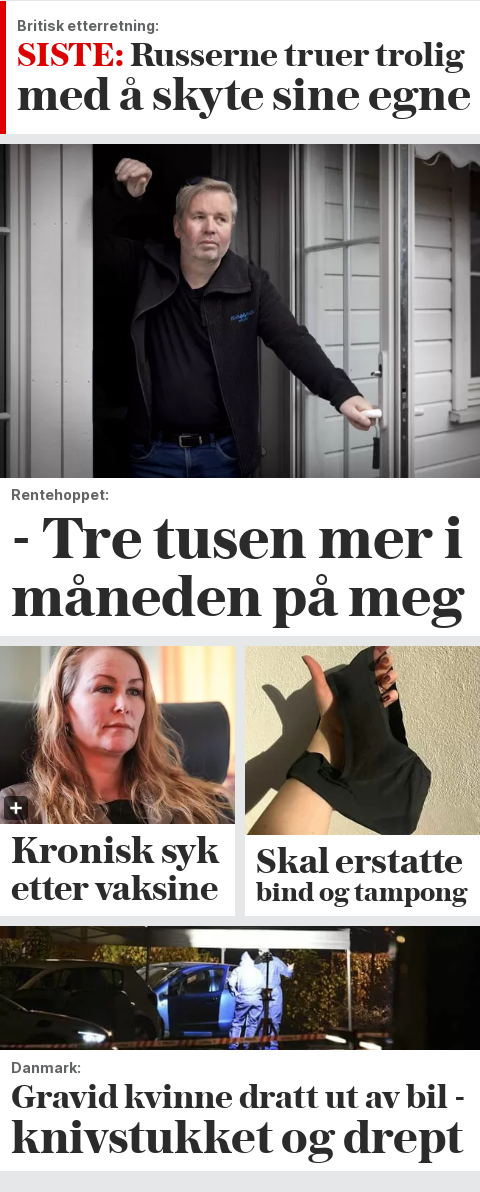 Britisk etterretning:
SISTE: Russerne truer trolig
med å skyte sine egne
Rentehoppet:
- Tre tusen mer i
måneden på meg
Kronisk syk
etter vaksine
Skal erstatte
bind og tampong
Danmark:
Gravid kvinne dratt ut av bil -
knivstukket og drept